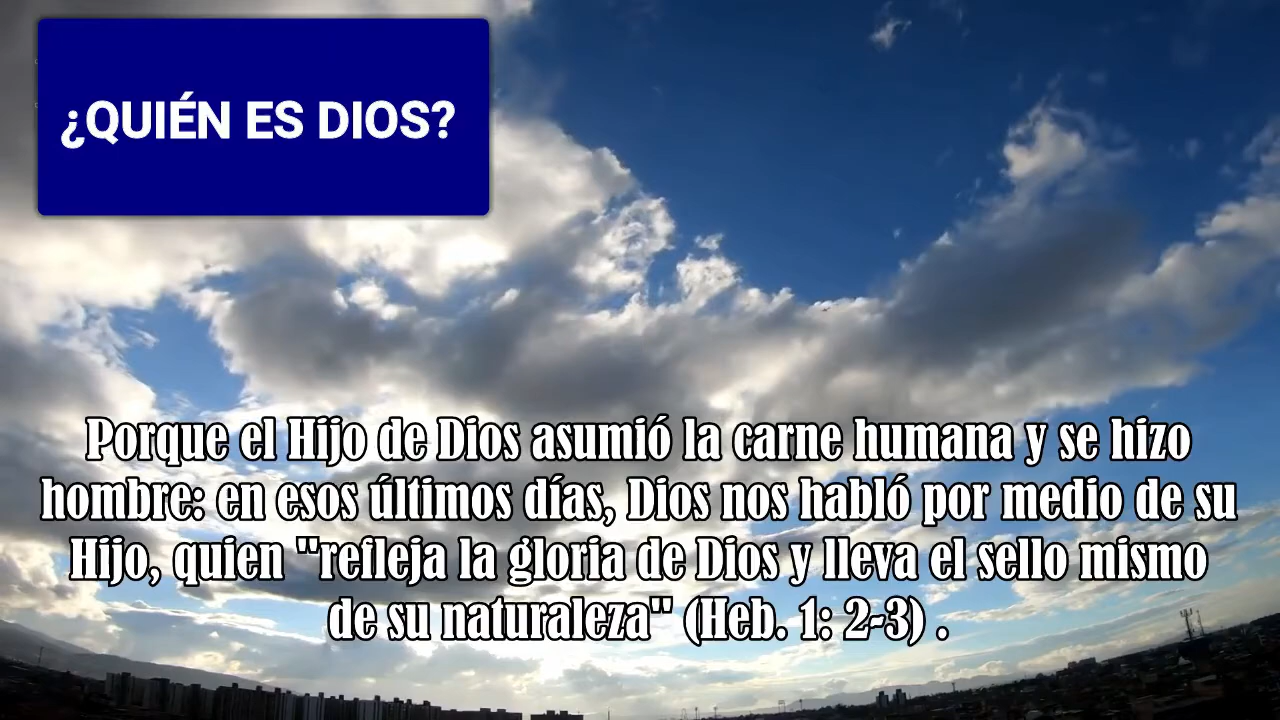 ¿QUIÉN ES DIOS?
Porque el Hijo de Dios asumió la carne humana y se hizo
hombre: en esos últimos días, Dios nos habló por medio de su
Hijo, quien "refleja la gloria de Dios y lleva el sello mismo
de su naturaleza" (Heb. 1: 2-3) .